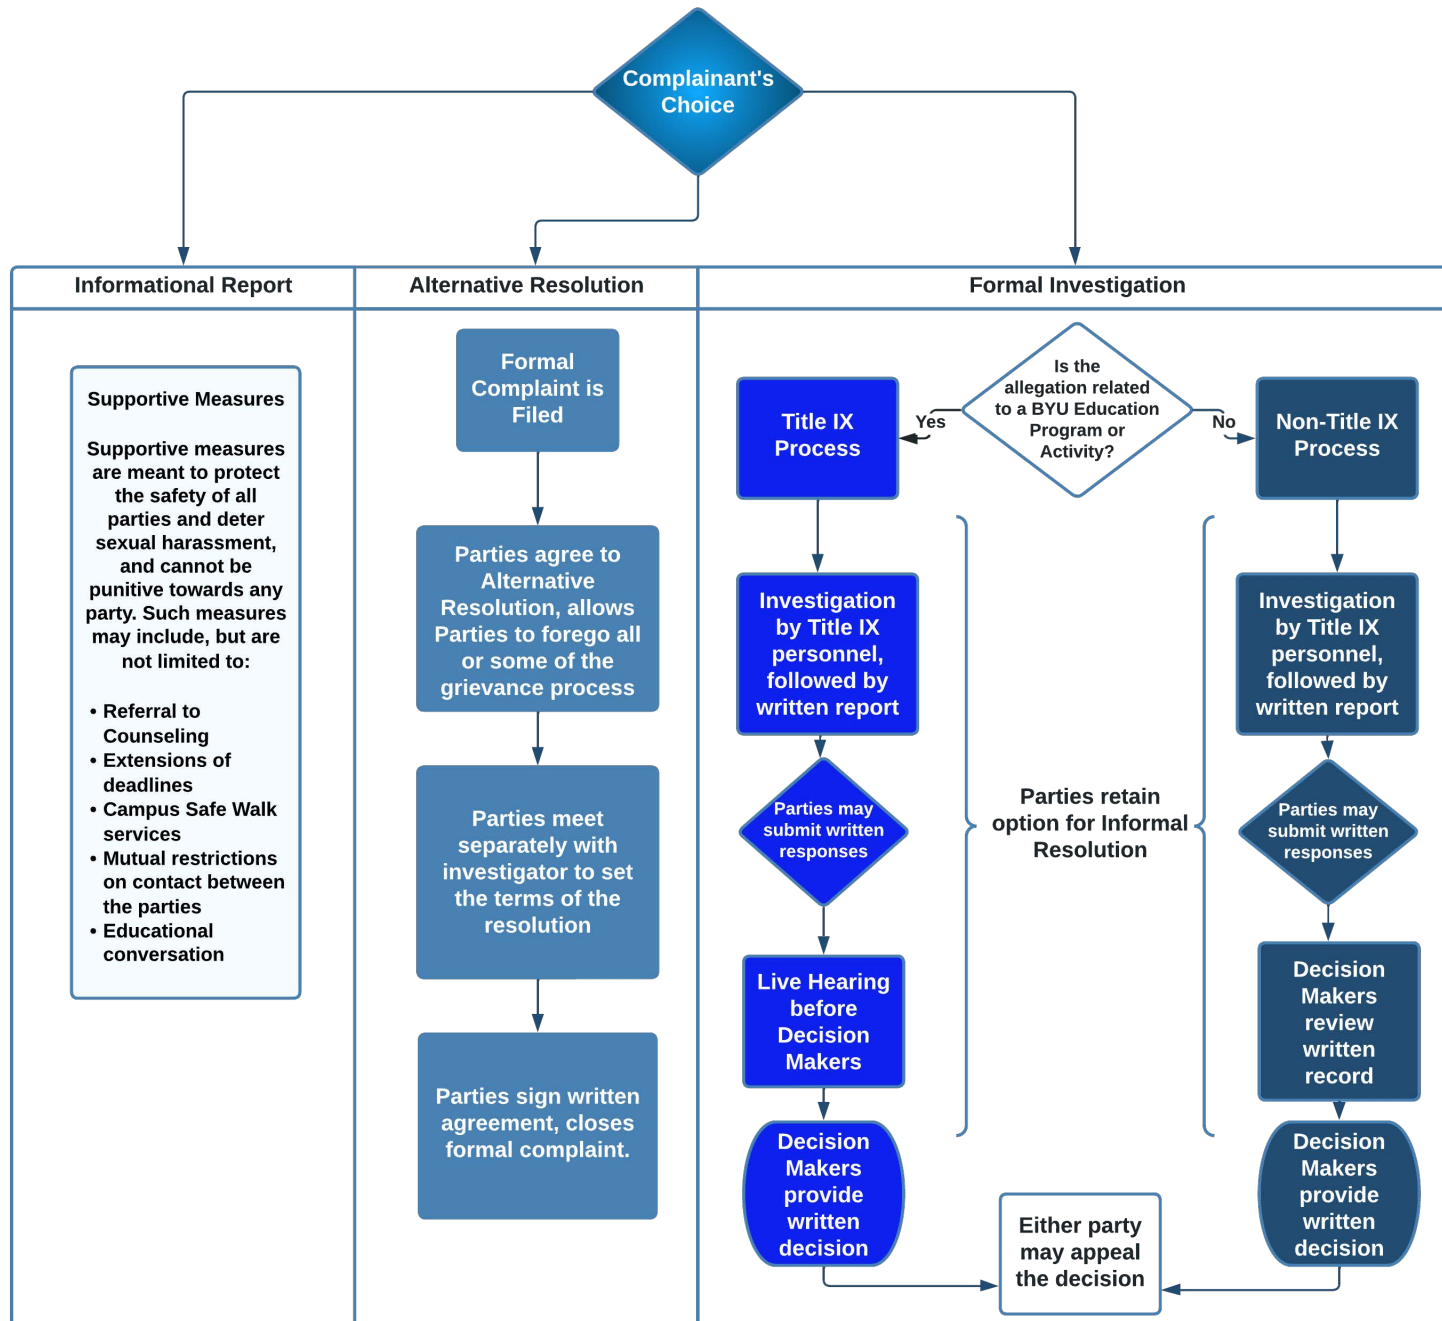 Complainant's
Choice
Informational Report
Alternative Resolution
Formal Investigation
Supportive Measures
Supportive measures
are meant to protect
the safety of all
parties and deter
sexual harassment,
and cannot be
punitive towards any
party. Such measures
may include, but are
not limited to:
• Referral to
Counseling
• Extensions of
deadlines
• Campus Safe Walk
services
• Mutual restrictions
on contact between
the parties
• Educational
conversation
Formal
Complaint is
Filed
Parties agree to
Alternative
Resolution, allows
Parties to forego all
or some of the
grievance process
Parties meet
separately with
investigator to set
the terms of the
resolution
Parties sign written
agreement, closes
formal complaint.
Is the
allegation related
to a BYU Education
Program or
Activity?
Yes
No
Title IX
Process
Investigation
by Title IX
personnel,
followed by
written report
Parties may
submit written
responses
Live Hearing
before
Decision
Makers
Decision
Makers
provide
written
decision
Parties retain
option for Informal
Resolution
Non-Title IX
Process
Investigation
by Title IX
personnel,
followed by
written report
Parties may
submit written
responses
Decision
Makers
review
written
record
Decision
Makers
provide
written
decision
Either party
may appeal
the decision